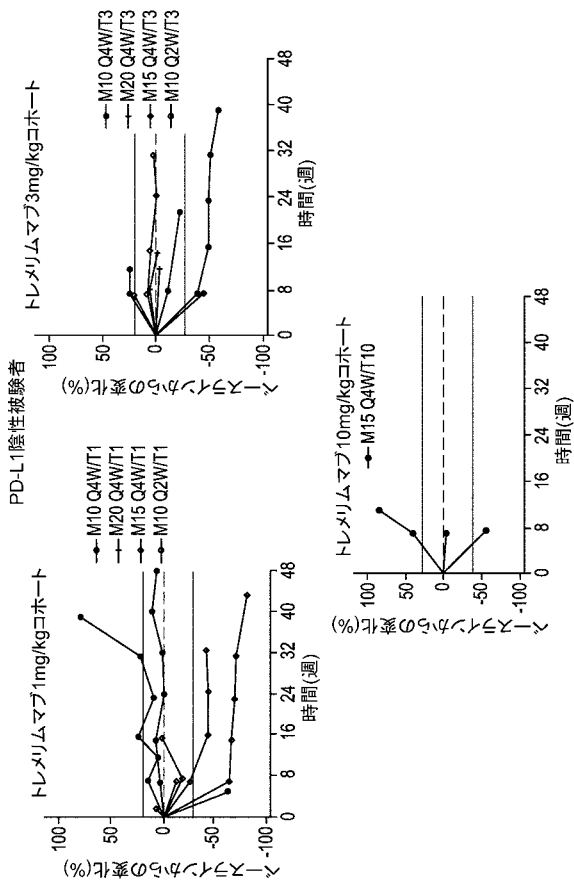 PD-L1陰性被験者
トレメリムマブ1mg/kgコホート
M10 Q4W/T1
M20 Q4W/T1
M15 Q4W/T1
M10 Q2W/T1
ベースラインからの変化(%)
100
50
0
-50
-100
0 8 16 24 32 40 48
時間(週)
トレメリムマブ3mg/kgコホート
M10 Q4W/T3
M20 Q4W/T3
M15 Q4W/T3
M10 Q2W/T3
ベースラインからの変化(%)
100
50
0
-50
-100
0 8 16 24 32 40 48
時間(週)
トレメリムマブ10mg/kgコホート
M15 Q4W/T10
ベースラインからの変化(%)
100
50
0
-50
-100
0 8 16 24 32 40 48
時間(週)